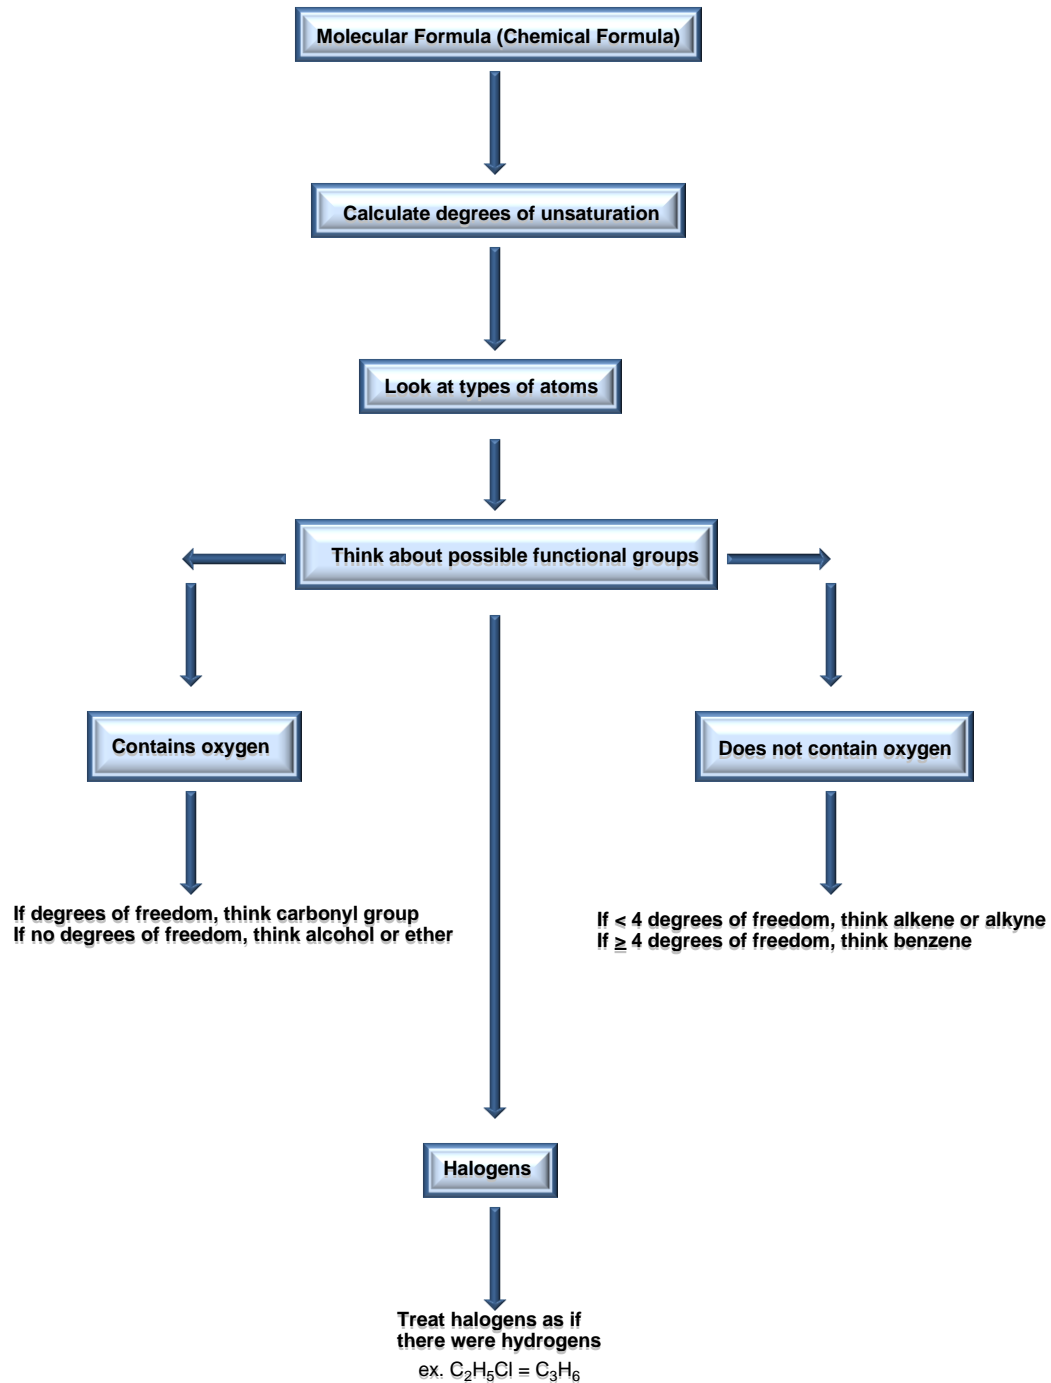 Molecular Formula (Chemical Formula)
Calculate degrees of unsaturation
Look at types of atoms
Think about possible functional groups
Contains oxygen
Does not contain oxygen
If degrees of freedom, think carbonyl group
If no degrees of freedom, think alcohol or ether
If < 4 degrees of freedom, think alkene or alkyne
If ≥ 4 degrees of freedom, think benzene
Halogens
Treat halogens as if
there were hydrogens
ex. C₂H₅Cl = C₃H₆